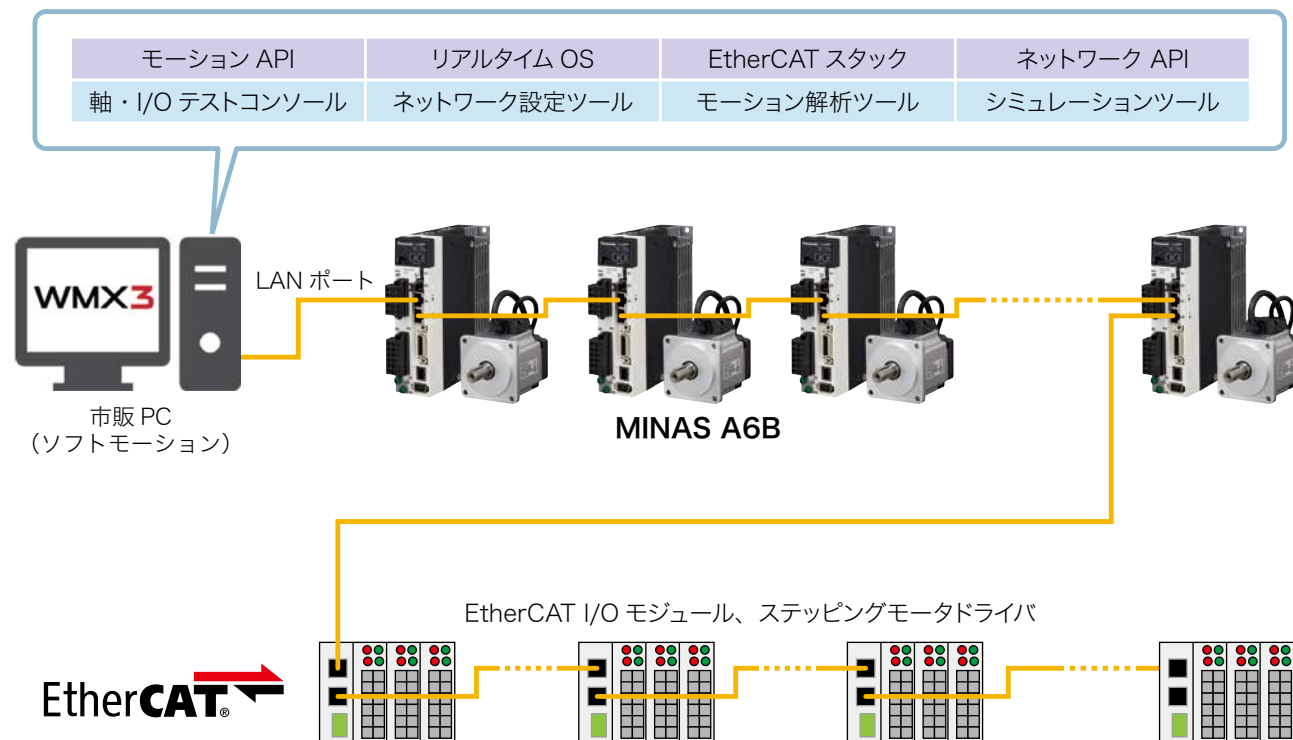 モーション API
リアルタイム OS
EtherCAT スタック
ネットワーク API
軸・I/O テストコンソール
ネットワーク設定ツール
モーション解析ツール
シミュレーションツール
WMX3
LAN ポート
市販 PC
(ソフトモーション)
MINAS A6B
EtherCAT I/O モジュール、ステッピングモータドライバ
EtherCAT®